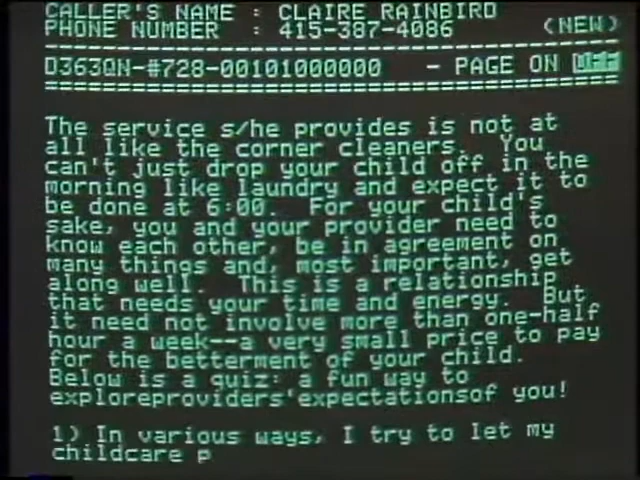 CALLER'S NAME : CLAIRE RAINBIRD
PHONE NUMBER : 415-387-4086 (NEW)
D363QN-#728-00101000000 - PAGE ON OFF
The service s/he provides is not at
all like the corner cleaners. You
can't just drop your child off in the
morning like laundry and expect it to
be done at 6:00. For your child's
sake, you and your provider need to
know each other, be in agreement on
many things and, most important, get
along well. This is a relationship
that needs your time and energy. But
it need not involve more than one-half
hour a week--a very small price to pay
for the betterment of your child.
Below is a quiz: a fun way to
exploreproviders'expectationsof you!
1) In various ways, I try to let my
childcare p